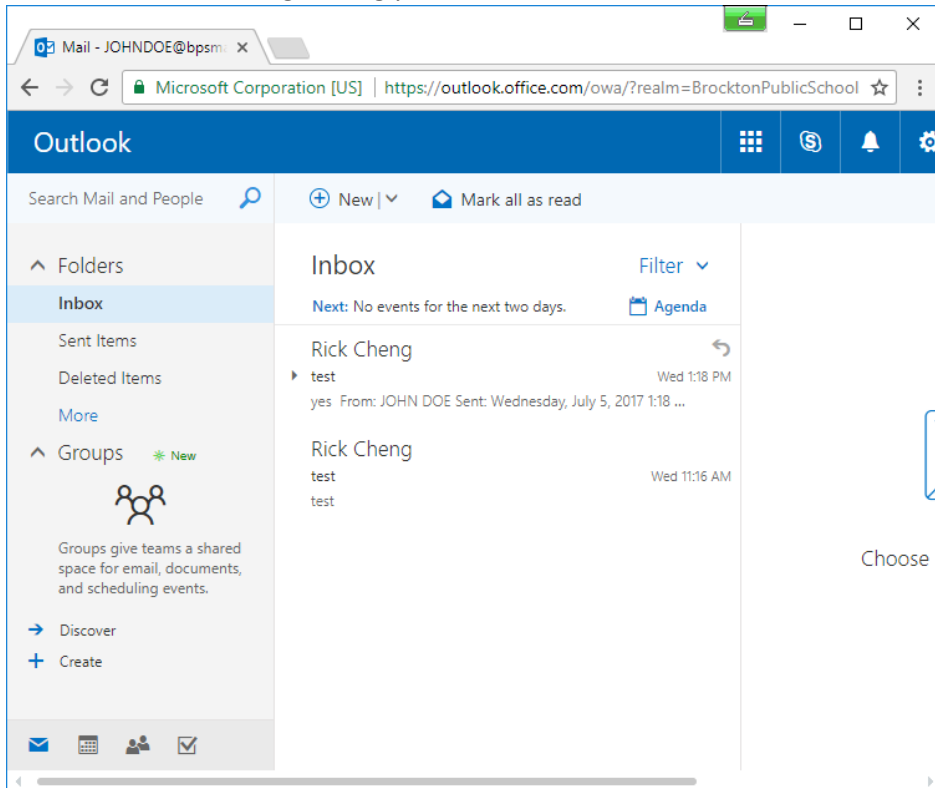 Mail - JOHNDOE@bpsm
Microsoft Corporation [US] | https://outlook.office.com/owa/?realm=BrocktonPublicSchool
Outlook
Search Mail and People
New | Mark all as read
Folders
Inbox
Sent Items
Deleted Items
More
Groups New
Groups give teams a shared
space for email, documents,
and scheduling events.
Discover
Create
Inbox Filter
Next: No events for the next two days. Agenda
Rick Cheng
test Wed 1:18 PM
yes From: JOHN DOE Sent: Wednesday, July 5, 2017 1:18 ...
Rick Cheng
test Wed 11:16 AM
test
Choose